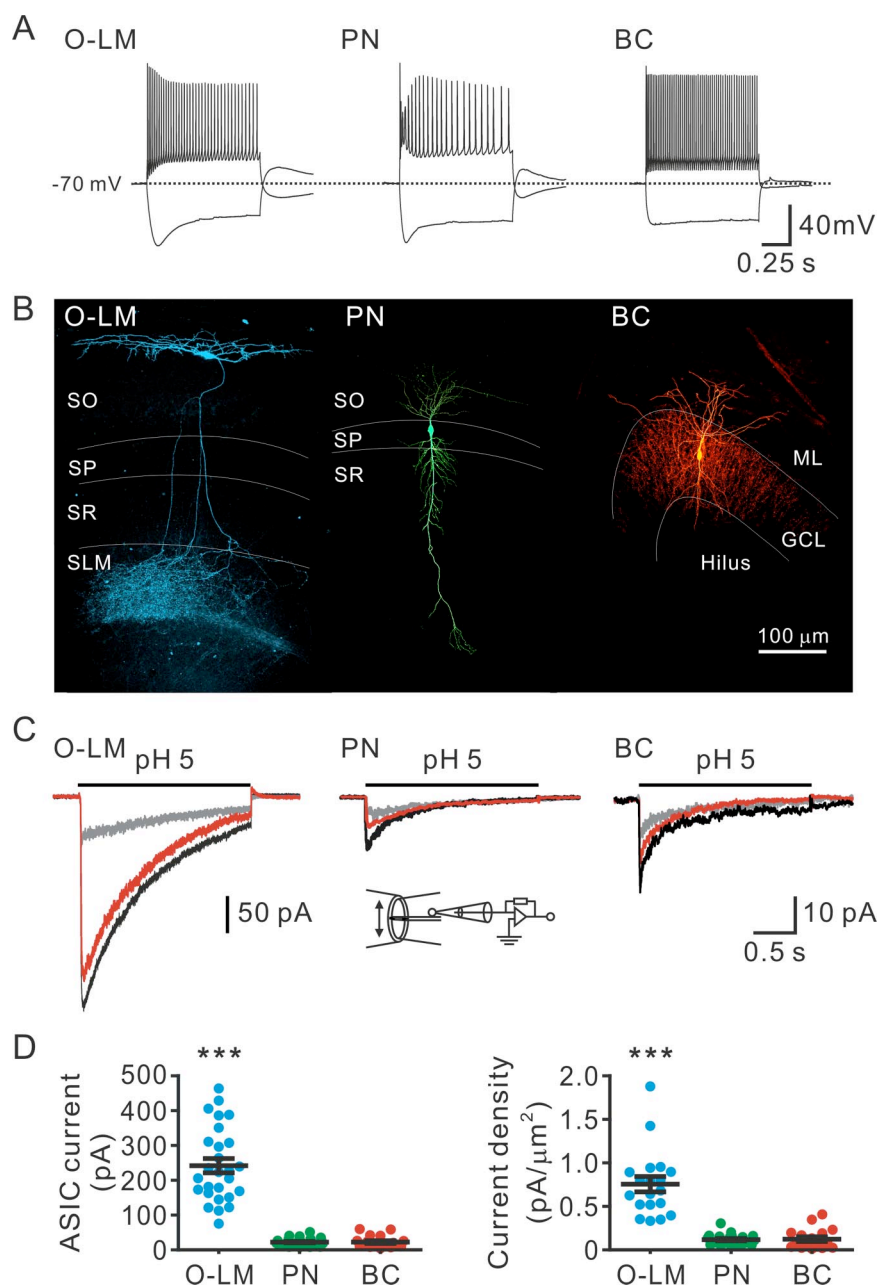 A
O-LM PN BC
-70 mV
40mV
0.25 s
B
O-LM PN BC
SO
SP
SR
SLM
SO
SP
SR
ML
GCL
Hilus
100 μm
C
O-LM PN BC
pH 5 pH 5 pH 5
50 pA
10 pA
0.5 s
D
***
ASIC current
(pA)
500
400
300
200
100
0
O-LM PN BC
***
Current density
(pA/μm²)
2.0
1.5
1.0
0.5
0
O-LM PN BC